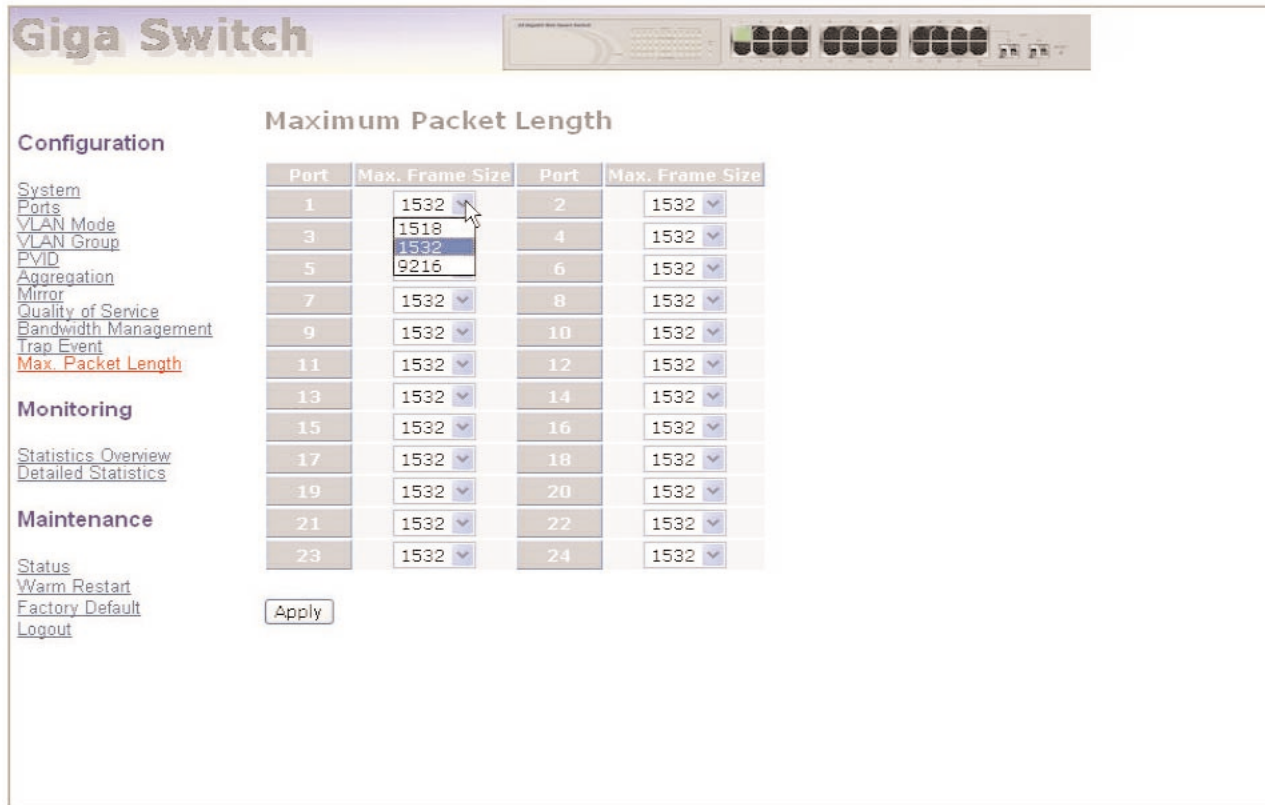 Giga Switch
Configuration
System
Ports
VLAN Mode
VLAN Group
PVID
Aggregation
Mirror
Quality of Service
Bandwidth Management
Trap Event
Max. Packet Length
Monitoring
Statistics Overview
Detailed Statistics
Maintenance
Status
Warm Restart
Factory Default
Logout
Maximum Packet Length
Port Max. Frame Size Port Max. Frame Size
1 1532 2 1532
1518
1532
9216
3 4 1532
5 6 1532
7 1532 8 1532
9 1532 10 1532
11 1532 12 1532
13 1532 14 1532
15 1532 16 1532
17 1532 18 1532
19 1532 20 1532
21 1532 22 1532
23 1532 24 1532
Apply